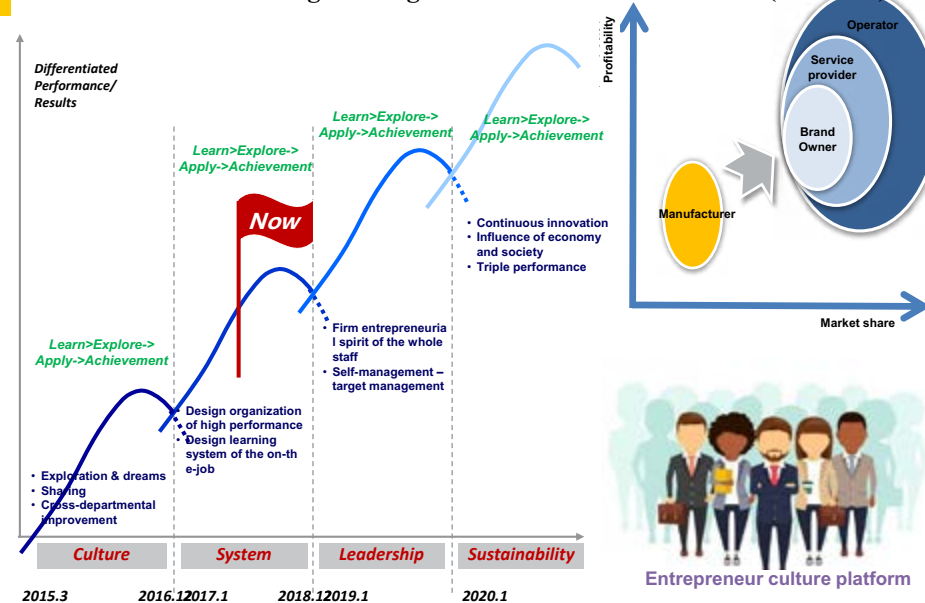 Differentiated
Performance/
Results
Learn>Explore->
Apply->Achievement
Learn>Explore->
Apply->Achievement
Learn>Explore->
Apply->Achievement
Learn>Explore->
Apply->Achievement
Now
• Exploration & dreams
• Sharing
• Cross-departmental
improvement
• Design organization
of high performance
• Design learning
system of the on-th
e-job
• Firm entrepreneuria
l spirit of the whole
staff
• Self-management –
target management
• Continuous innovation
• Influence of economy
and society
• Triple performance
Culture
System
Leadership
Sustainability
2015.3
2016.12
2017.1
2018.12
2019.1
2020.1
Profitability
Operator
Service
provider
Brand
Owner
Manufacturer
Market share
Entrepreneur culture platform